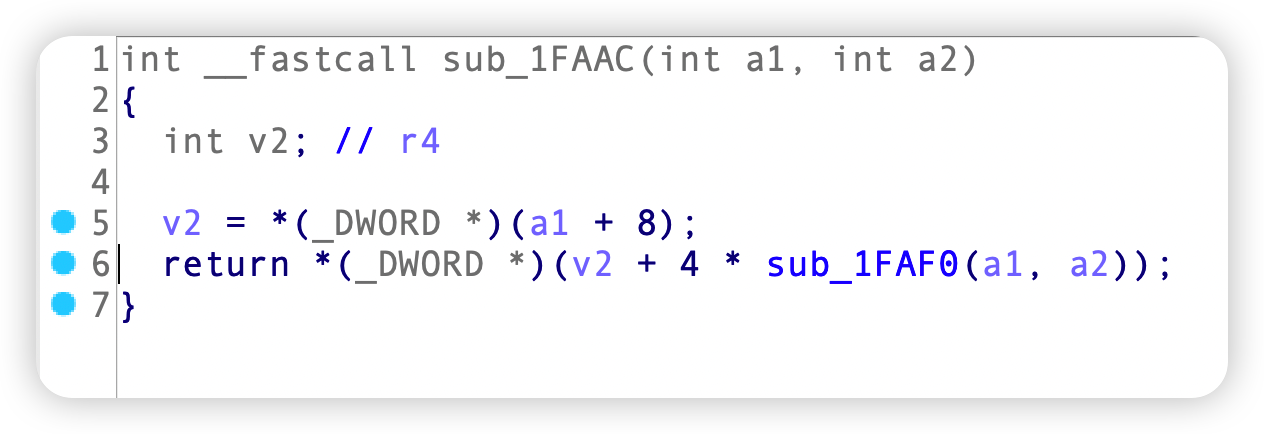 1 int __fastcall sub_1FAAC(int a1, int a2)
2 {
3   int v2; // r4
4
5   v2 = *(_DWORD *)(a1 + 8);
6   return *(_DWORD *)(v2 + 4 * sub_1FAF0(a1, a2));
7 }